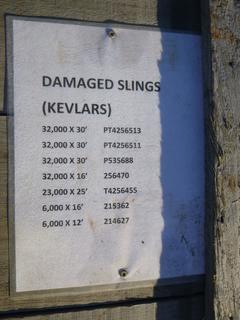 DAMAGED SLINGS
(KEVLARS)
32,000 X 30' PT4256513
32,000 X 30' PT4256511
32,000 X 30' P535688
32,000 X 16' 256470
23,000 X 25' T4256455
6,000 X 16' 215362
6,000 X 12' 214627